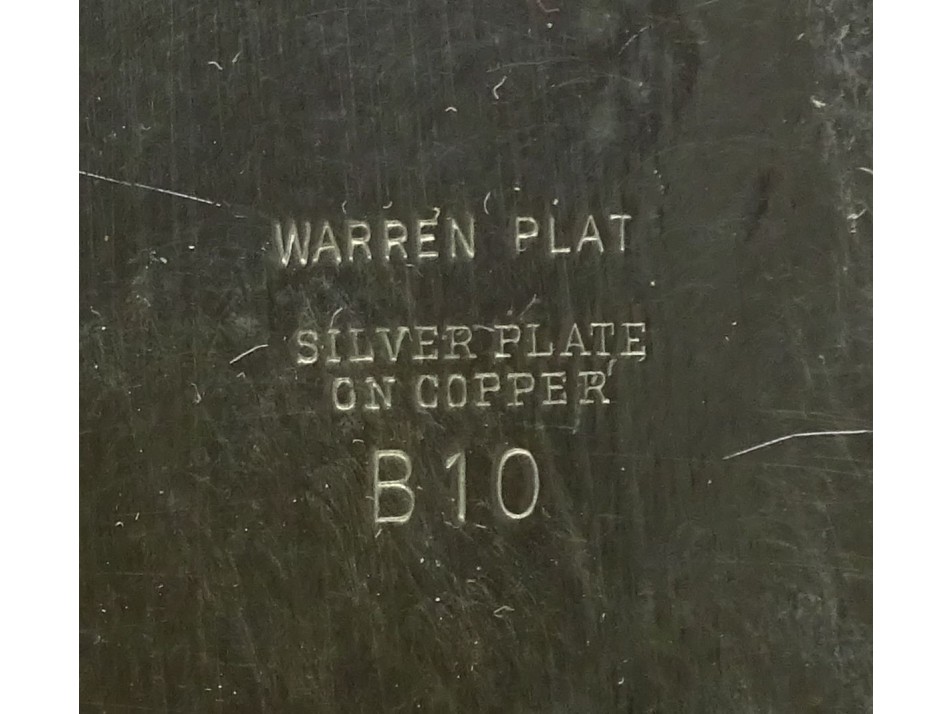 WARREN PLAT
SILVER PLATE
ON COPPER
B10